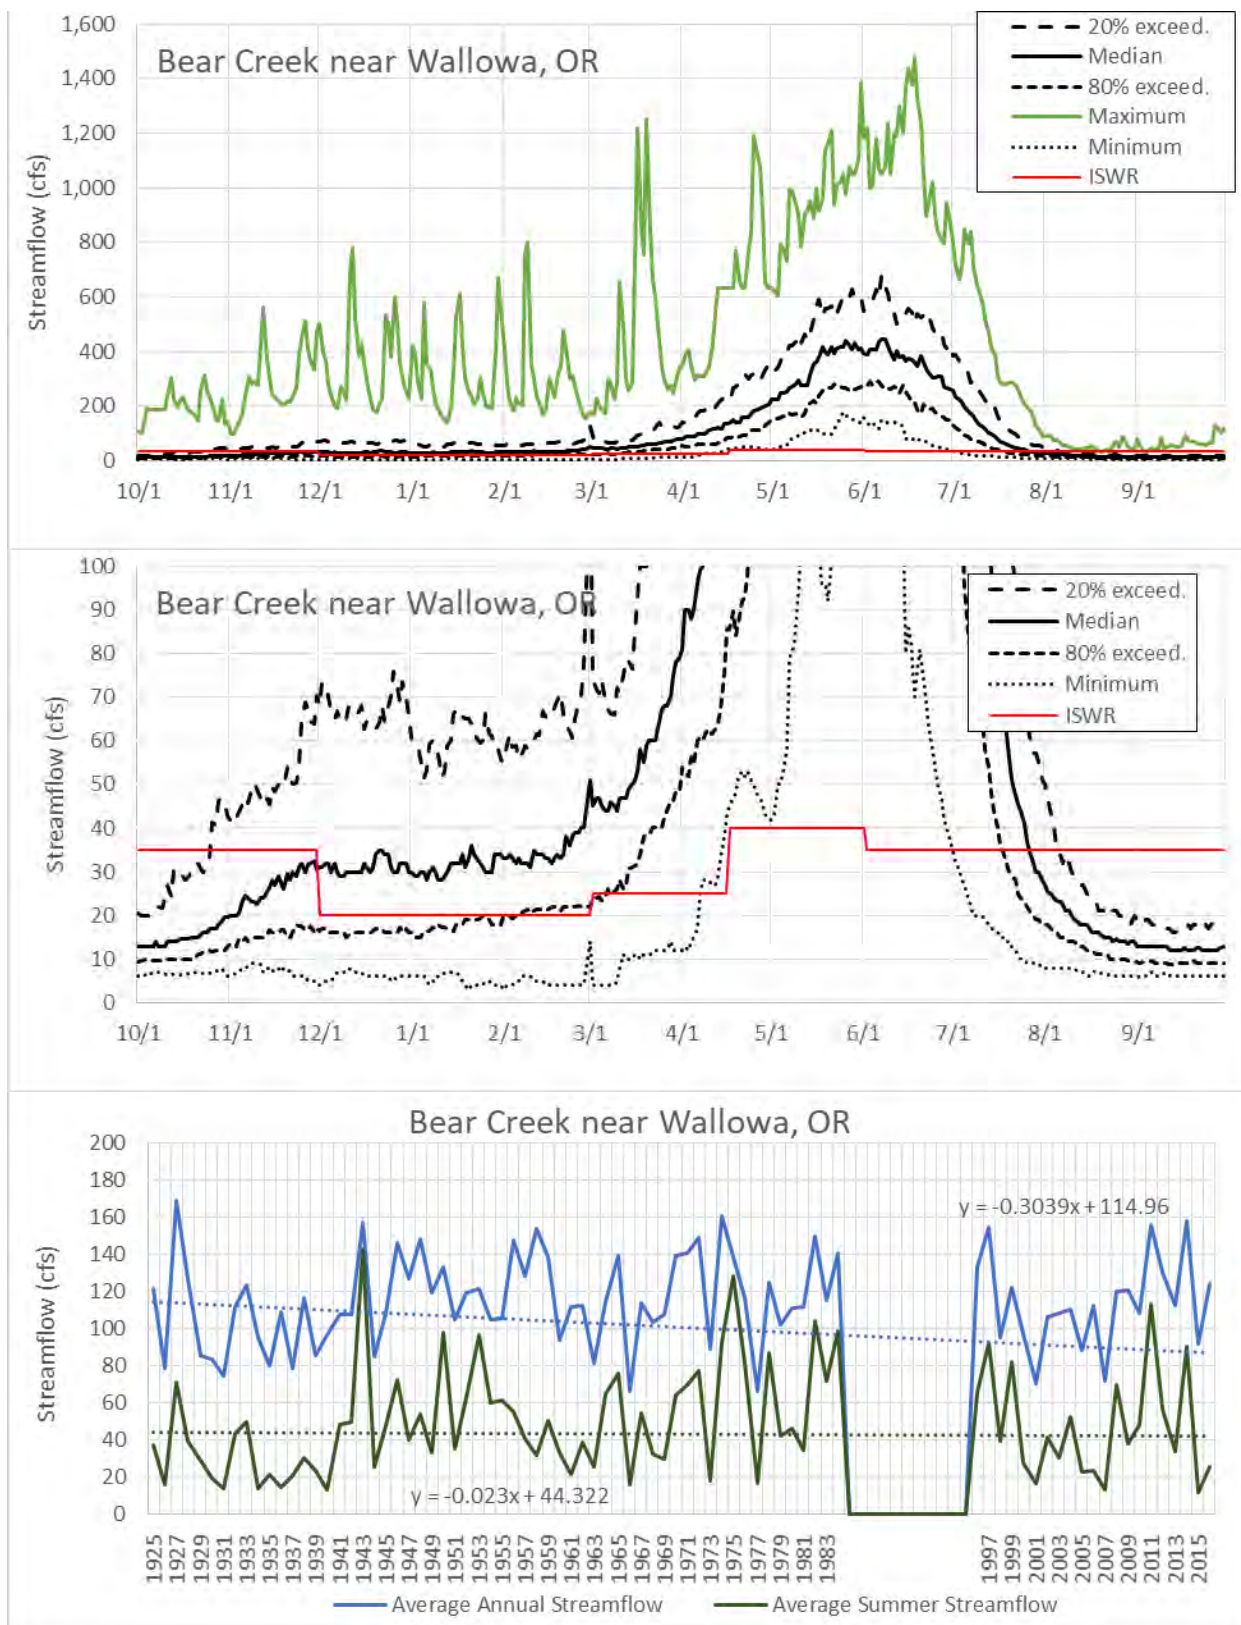 Bear Creek near Wallowa, OR
Streamflow (cfs)
1,600
1,400
1,200
1,000
800
600
400
200
0
10/1 11/1 12/1 1/1 2/1 3/1 4/1 5/1 6/1 7/1 8/1 9/1
20% exceed.
Median
80% exceed.
Maximum
Minimum
ISWR
Bear Creek near Wallowa, OR
Streamflow (cfs)
100
90
80
70
60
50
40
30
20
10
0
10/1 11/1 12/1 1/1 2/1 3/1 4/1 5/1 6/1 7/1 8/1 9/1
20% exceed.
Median
80% exceed.
Minimum
ISWR
Bear Creek near Wallowa, OR
Streamflow (cfs)
200
180
160
140
120
100
80
60
40
20
0
y = -0.3039x + 114.96
y = -0.023x + 44.322
1925 1927 1929 1931 1933 1935 1937 1939 1941 1943 1945 1947 1949 1951 1953 1955 1957 1959 1961 1963 1965 1967 1969 1971 1973 1975 1977 1979 1981 1983 1997 1999 2001 2003 2005 2007 2009 2011 2013 2015
Average Annual Streamflow Average Summer Streamflow